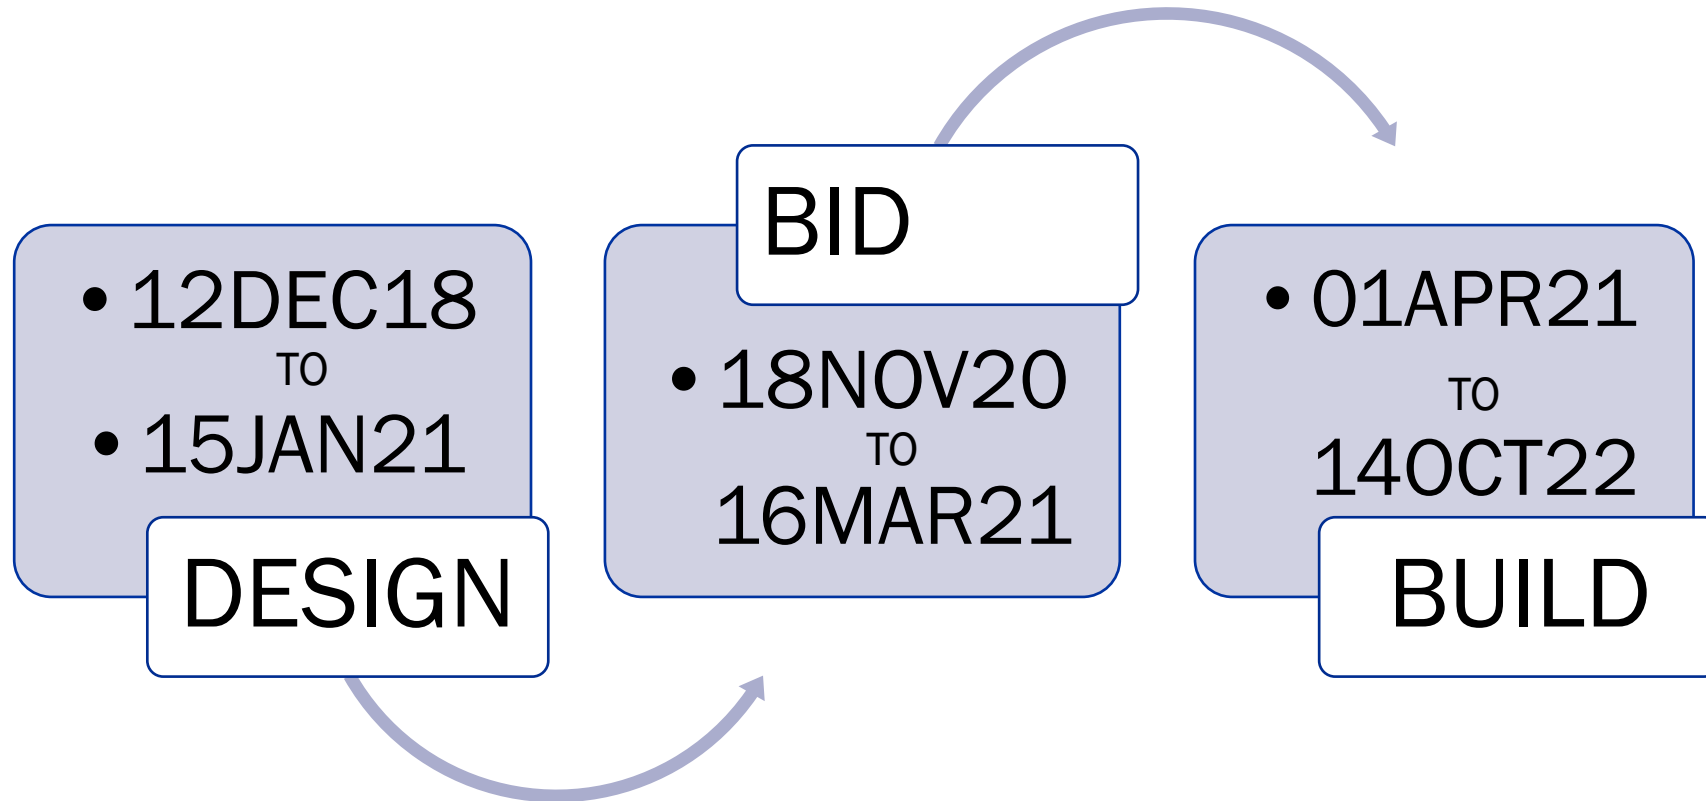 • 12DEC18
TO
• 15JAN21
DESIGN
BID
• 18NOV20
TO
16MAR21
• 01APR21
TO
14OCT22
BUILD